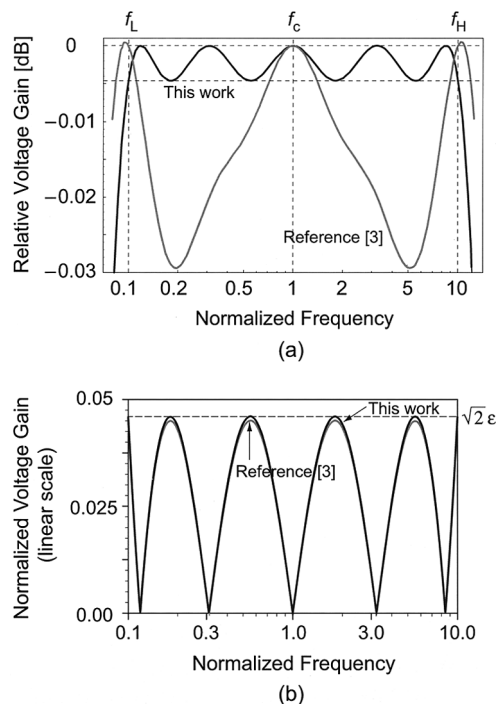 f_L f_c f_H
0
−0.01
−0.02
−0.03
Relative Voltage Gain [dB]
This work
Reference [3]
0.1 0.2 0.5 1 2 5 10
Normalized Frequency
(a)
0.05
0.025
0.00
Normalized Voltage Gain
(linear scale)
This work
√2 ε
Reference [3]
0.1 0.3 1.0 3.0 10.0
Normalized Frequency
(b)